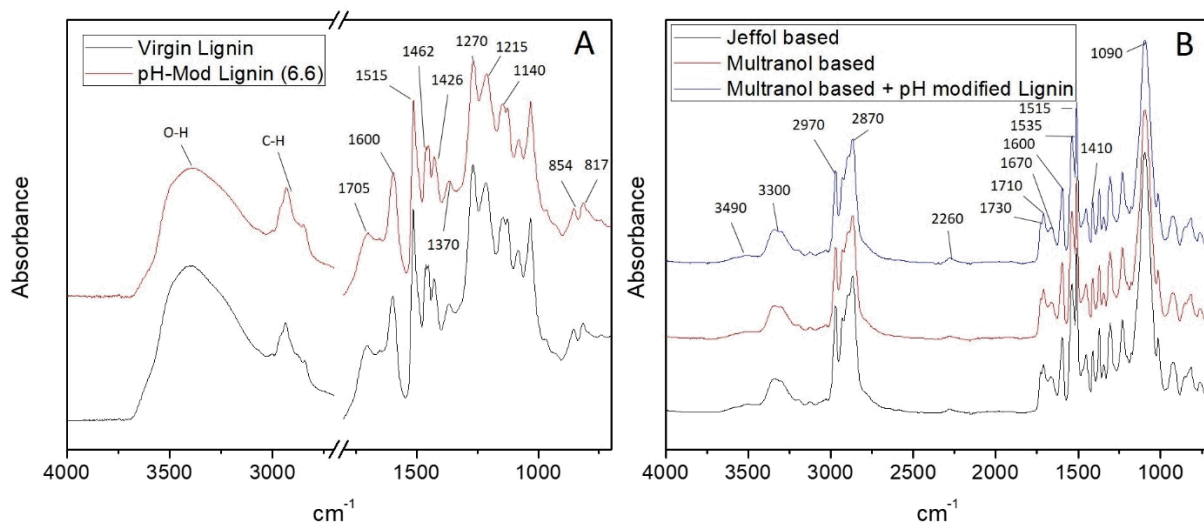 A
Virgin Lignin
pH-Mod Lignin (6.6)
O-H
C-H
1705
1600
1515
1462
1426
1370
1270
1215
1140
854
817
Absorbance
4000 3500 3000 1500 1000
cm-1
B
Jeffol based
Multranol based
Multranol based + pH modified Lignin
3490
3300
2970
2870
2260
1730
1710
1670
1600
1535
1515
1410
1090
Absorbance
4000 3500 3000 2500 2000 1500 1000
cm-1